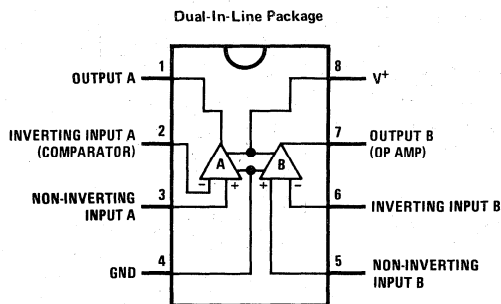 Dual-In-Line Package
1
OUTPUT A
8
V+
2
INVERTING INPUT A
(COMPARATOR)
7
OUTPUT B
(OP AMP)
A
B
- +
+ -
3
NON-INVERTING
INPUT A
6
INVERTING INPUT B
4
GND
5
NON-INVERTING
INPUT B